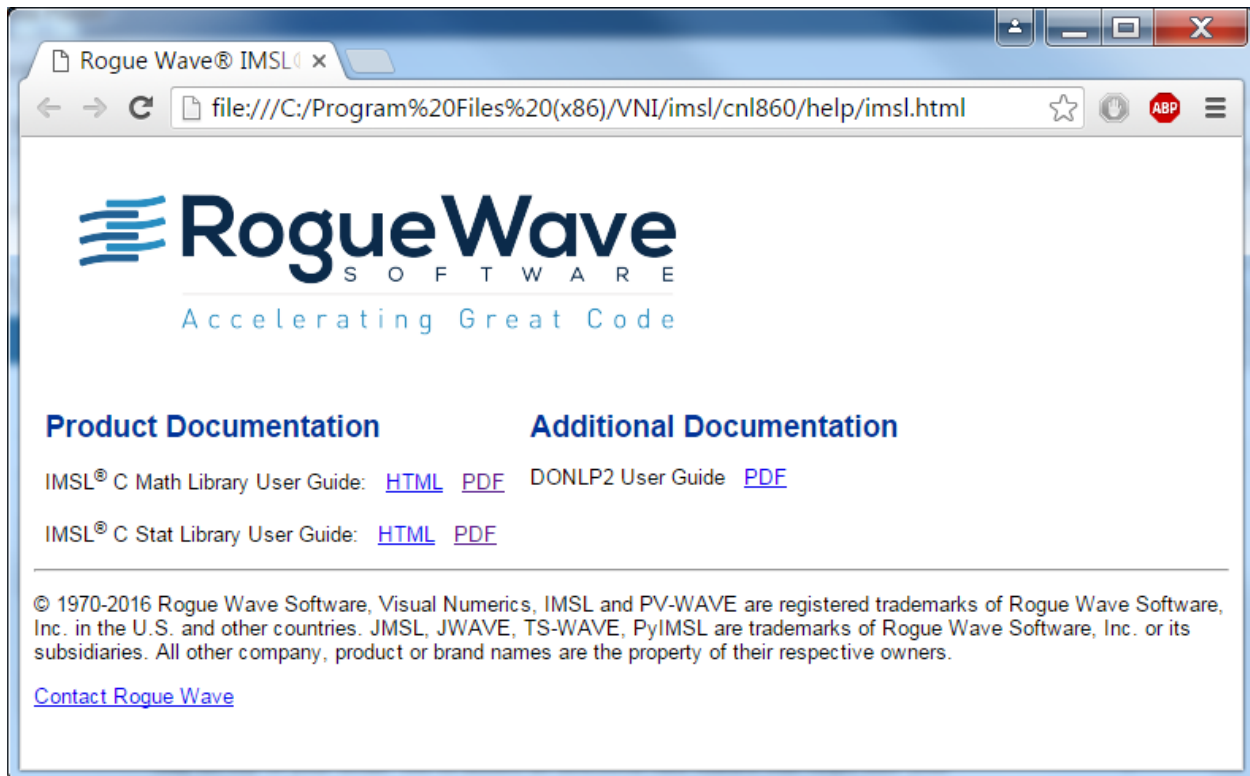 Rogue Wave® IMSL
file:///C:/Program%20Files%20(x86)/VNI/imsl/cnl860/help/imsl.html
ABP
RogueWave
SOFTWARE
Accelerating Great Code
Product Documentation
Additional Documentation
IMSL® C Math Library User Guide: HTML PDF
DONLP2 User Guide PDF
IMSL® C Stat Library User Guide: HTML PDF
© 1970-2016 Rogue Wave Software, Visual Numerics, IMSL and PV-WAVE are registered trademarks of Rogue Wave Software,
Inc. in the U.S. and other countries. JMSL, JWAVE, TS-WAVE, PyIMSL are trademarks of Rogue Wave Software, Inc. or its
subsidiaries. All other company, product or brand names are the property of their respective owners.
Contact Rogue Wave